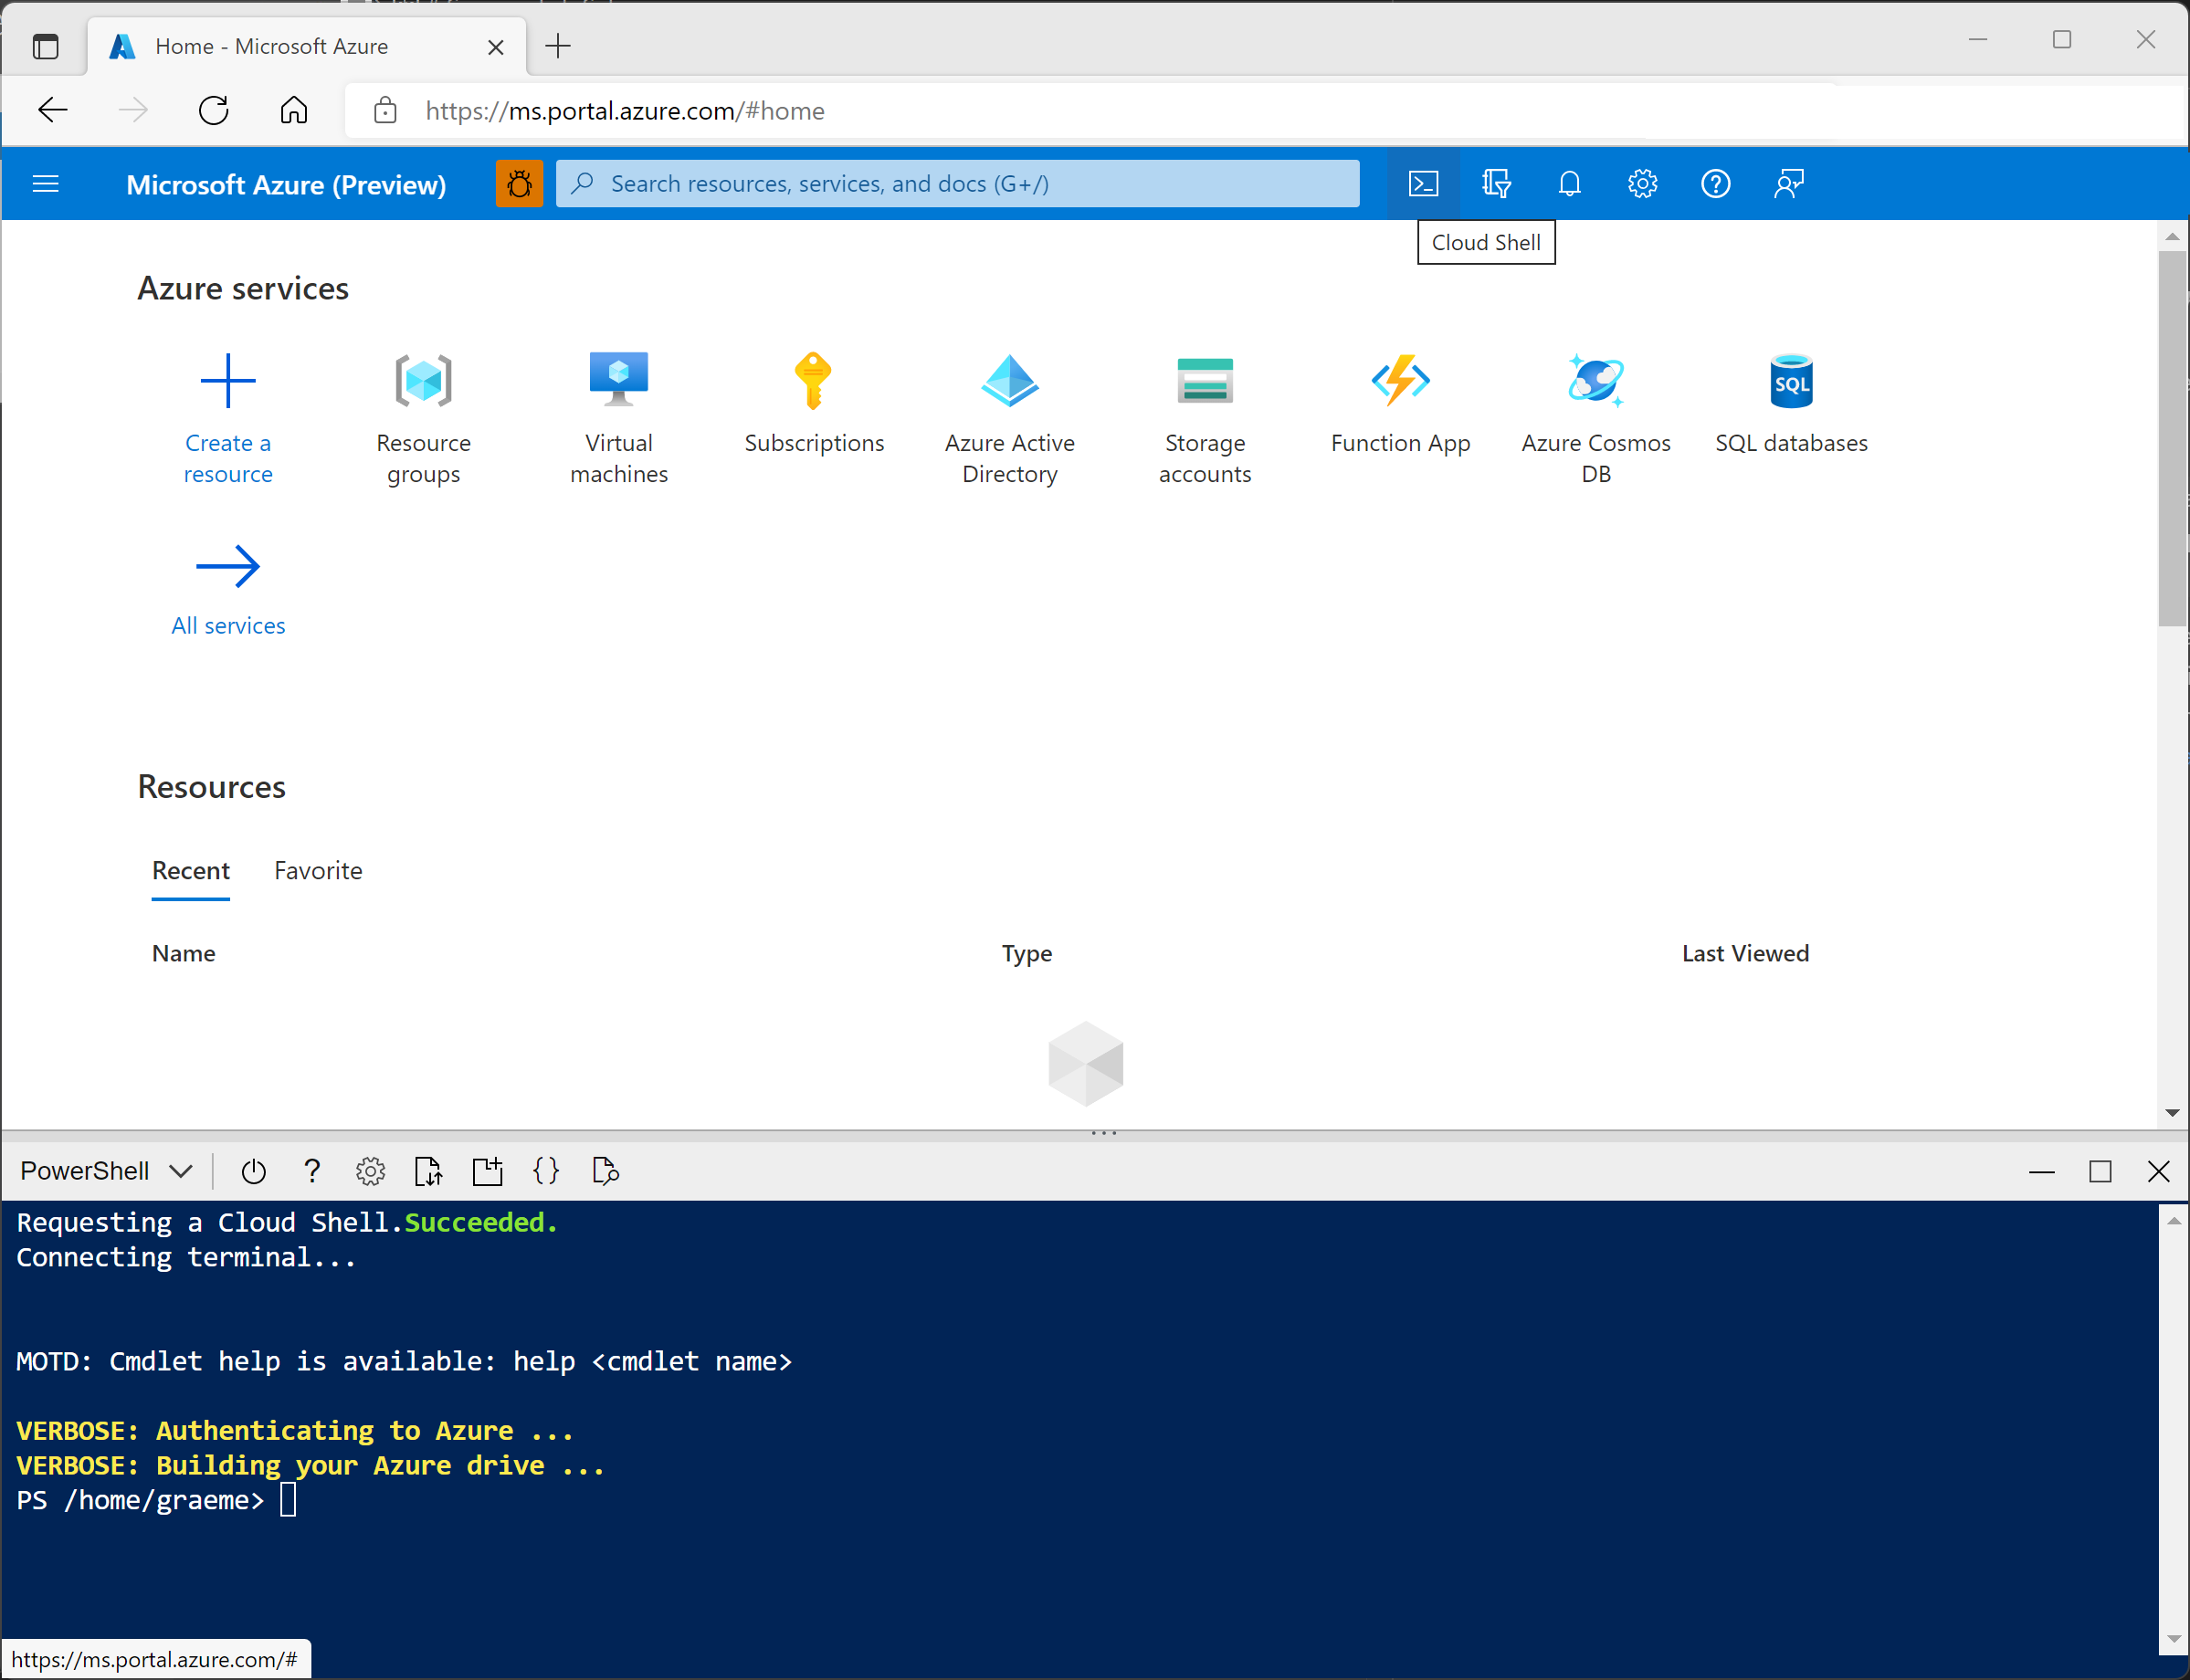 Home - Microsoft Azure
https://ms.portal.azure.com/#home
Microsoft Azure (Preview)
Search resources, services, and docs (G+/)
Cloud Shell
Azure services
Create a
resource
Resource
groups
Virtual
machines
Subscriptions
Azure Active
Directory
Storage
accounts
Function App
Azure Cosmos
DB
SQL
SQL databases
All services
Resources
Recent
Favorite
Name
Type
Last Viewed
PowerShell
Requesting a Cloud Shell.Succeeded.
Connecting terminal...
MOTD: Cmdlet help is available: help <cmdlet name>
VERBOSE: Authenticating to Azure ...
VERBOSE: Building your Azure drive ...
PS /home/graeme>
https://ms.portal.azure.com/#